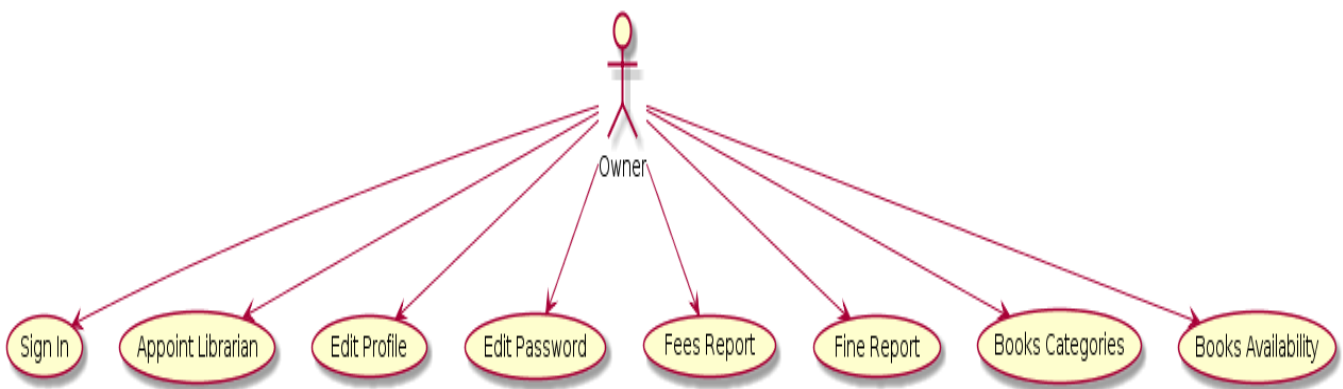 Owner
Sign In
Appoint Librarian
Edit Profile
Edit Password
Fees Report
Fine Report
Books Categories
Books Availability